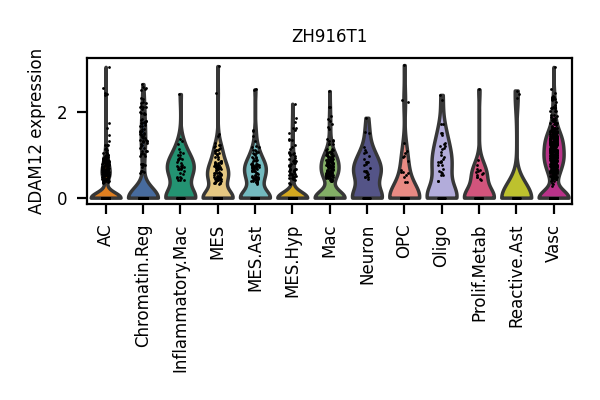 ZH916T1
ADAM12 expression
2
0
AC
Chromatin.Reg
Inflammatory.Mac
MES
MES.Ast
MES.Hyp
Mac
Neuron
OPC
Oligo
Prolif.Metab
Reactive.Ast
Vasc